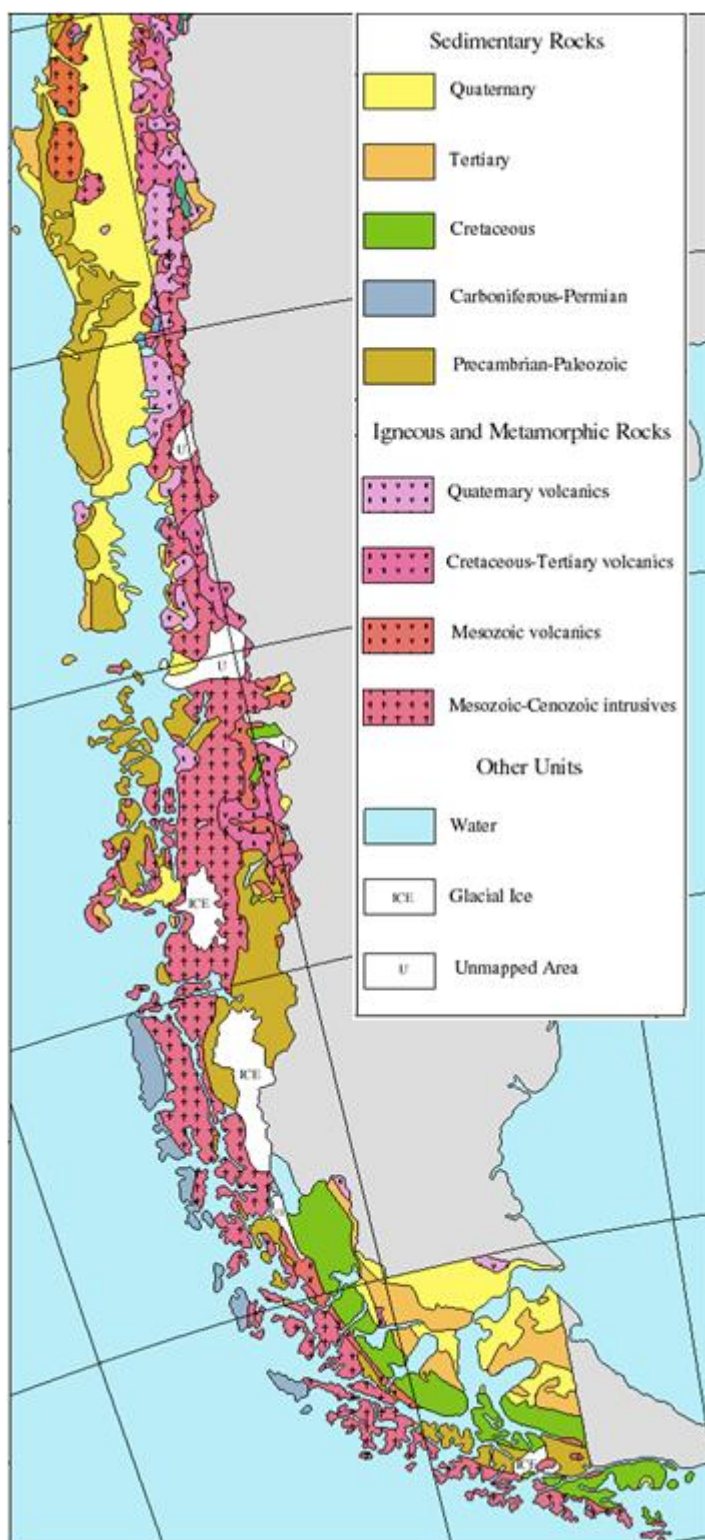 Sedimentary Rocks
Quaternary
Tertiary
Cretaceous
Carboniferous-Permian
Precambrian-Paleozoic
Igneous and Metamorphic Rocks
Quaternary volcanics
Cretaceous-Tertiary volcanics
Mesozoic volcanics
Mesozoic-Cenozoic intrusives
Other Units
Water
ICE Glacial Ice
U Unmapped Area
U
U
U
ICE
ICE
ICE